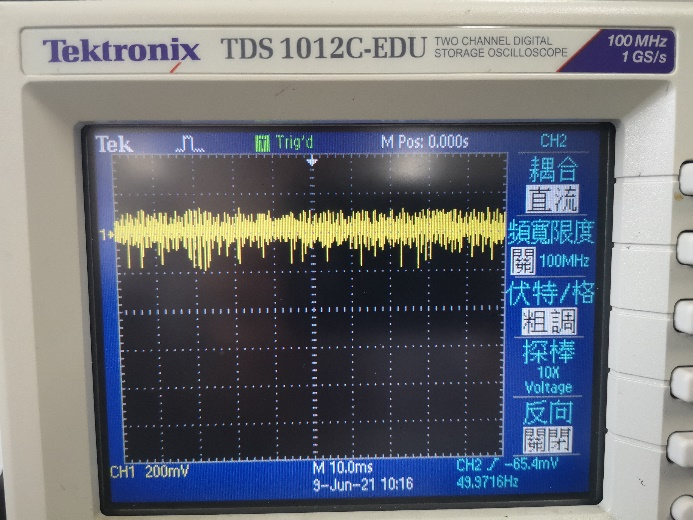 Tektronix TDS 1012C-EDU TWO CHANNEL DIGITAL STORAGE OSCILLOSCOPE 100 MHz 1 GS/s
Tek Trig'd M Pos: 0.000s CH2
耦合
直流
頻寬限度
關 100MHz
伏特/格
粗調
探棒
10X
Voltage
反向
關閉
1
CH1 200mV M 10.0ms CH2 -65.4mV
9-Jun-21 10:16 49.9716Hz